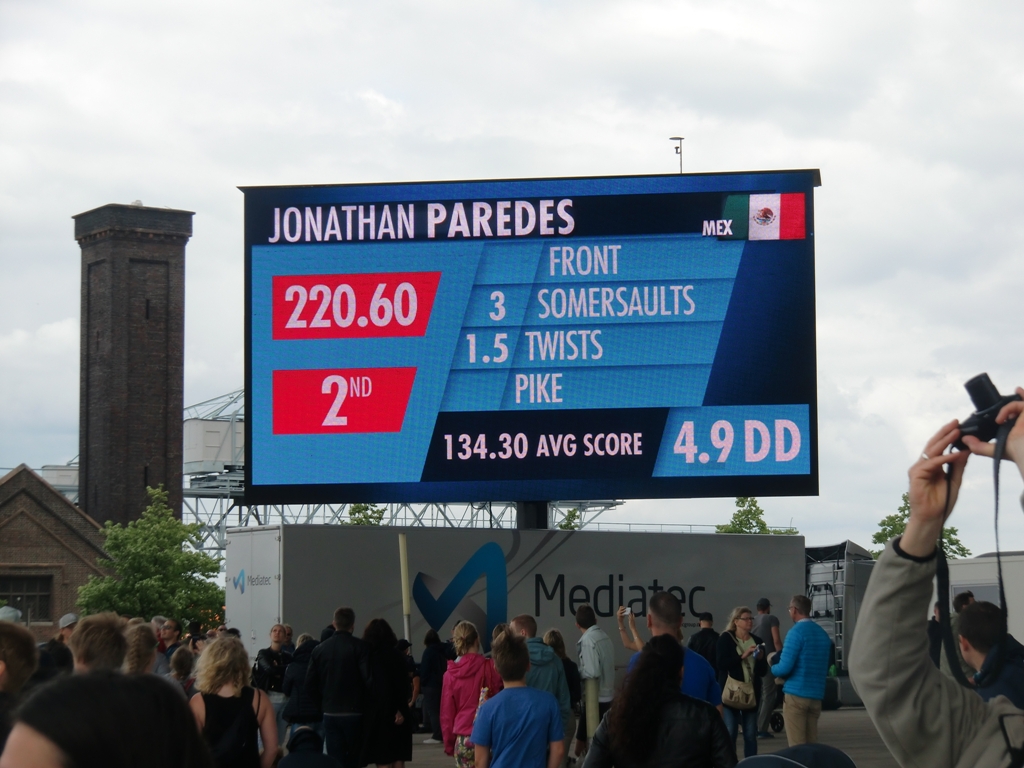 JONATHAN PAREDES
MEX
220.60
2ND
FRONT
3 SOMERSAULTS
1.5 TWISTS
PIKE
134.30 AVG SCORE
4.9 DD
Mediatec
Mediatec